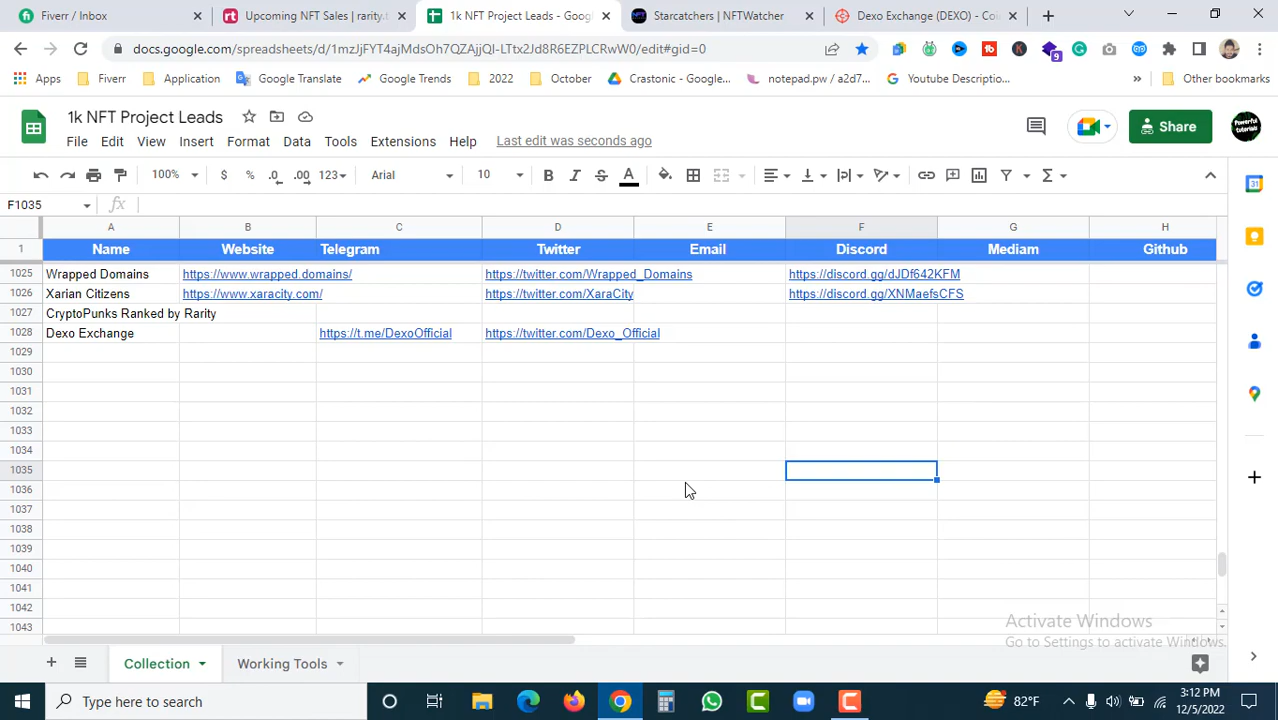 Fiverr / Inbox
Upcoming NFT Sales | rarity.t
1k NFT Project Leads - Goog
Starcatchers | NFTWatcher
Dexo Exchange (DEXO) - Co
docs.google.com/spreadsheets/d/1mzJjFYT4ajMdsOh7QZAjjQI-LTtx2Jd8R6EZPLCRwW0/edit#gid=0
9
Apps
Fiverr
Application
Google Translate
Google Trends
2022
October
Crastonic - Google...
notepad.pw / a2d7...
Youtube Descriptio...
»
Other bookmarks
1k NFT Project Leads
File Edit View Insert Format Data Tools Extensions Help Last edit was seconds ago
Share
Powerful tutorials
100% $ % .0 .00 123 Arial 10 B I S A
31
F1035 fx
A B C D E F G H
1 Name Website Telegram Twitter Email Discord Mediam Github
1025 Wrapped Domains https://www.wrapped.domains/ https://twitter.com/Wrapped_Domains https://discord.gg/dJDf642KFM
1026 Xarian Citizens https://www.xaracity.com/ https://twitter.com/XaraCity https://discord.gg/XNMaefsCFS
1027 CryptoPunks Ranked by Rarity
1028 Dexo Exchange https://t.me/DexoOfficial https://twitter.com/Dexo_Official
1029
1030
1031
1032
1033
1034
1035
1036
1037
1038
1039
1040
1041
1042
1043
Activate Windows
Go to Settings to activate Windows.
Collection
Working Tools
Type here to search
82°F
3:12 PM
12/5/2022